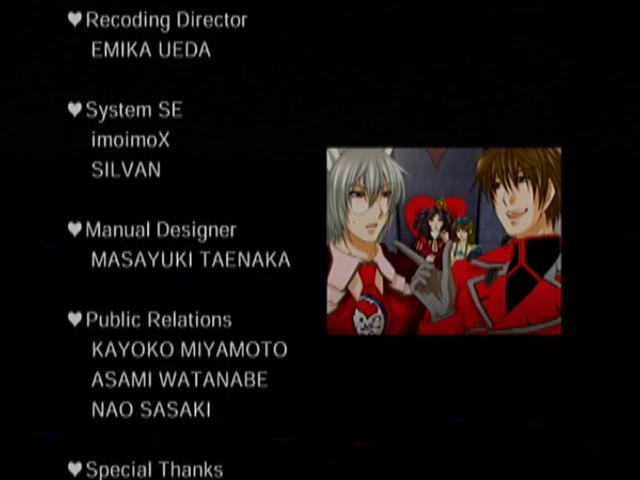 ♥Recoding Director
EMIKA UEDA
♥System SE
imoimoX
SILVAN
♥Manual Designer
MASAYUKI TAENAKA
♥Public Relations
KAYOKO MIYAMOTO
ASAMI WATANABE
NAO SASAKI
♥Special Thanks